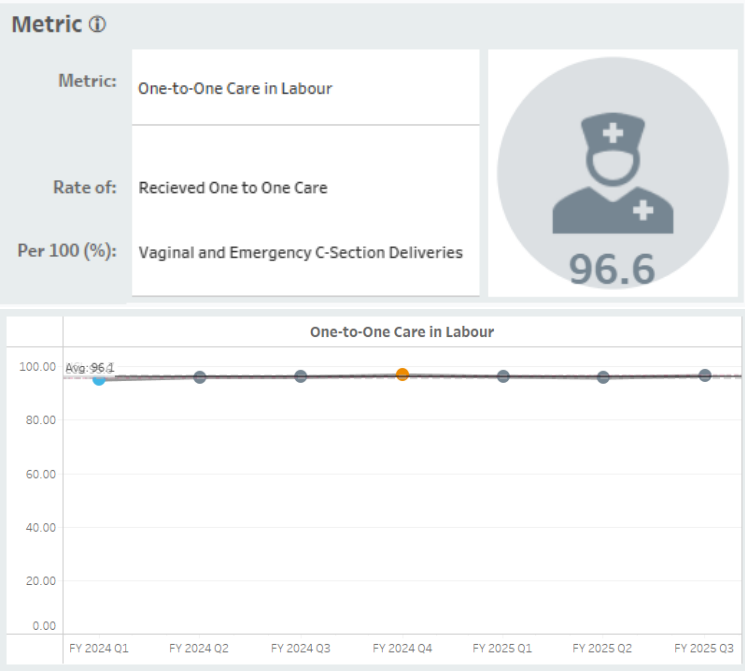 Metric ⓘ
Metric:
One-to-One Care in Labour
Rate of:
Recieved One to One Care
Per 100 (%):
Vaginal and Emergency C-Section Deliveries
96.6
One-to-One Care in Labour
100.00
Avg: 96.1
80.00
60.00
40.00
20.00
0.00
FY 2024 Q1 FY 2024 Q2 FY 2024 Q3 FY 2024 Q4 FY 2025 Q1 FY 2025 Q2 FY 2025 Q3